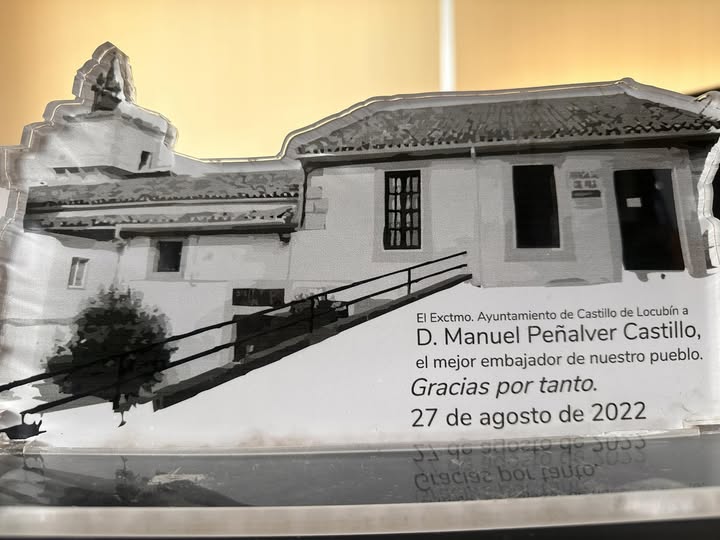 El Exctmo. Ayuntamiento de Castillo de Locubín a
D. Manuel Peñalver Castillo,
el mejor embajador de nuestro pueblo.
Gracias por tanto.
27 de agosto de 2022